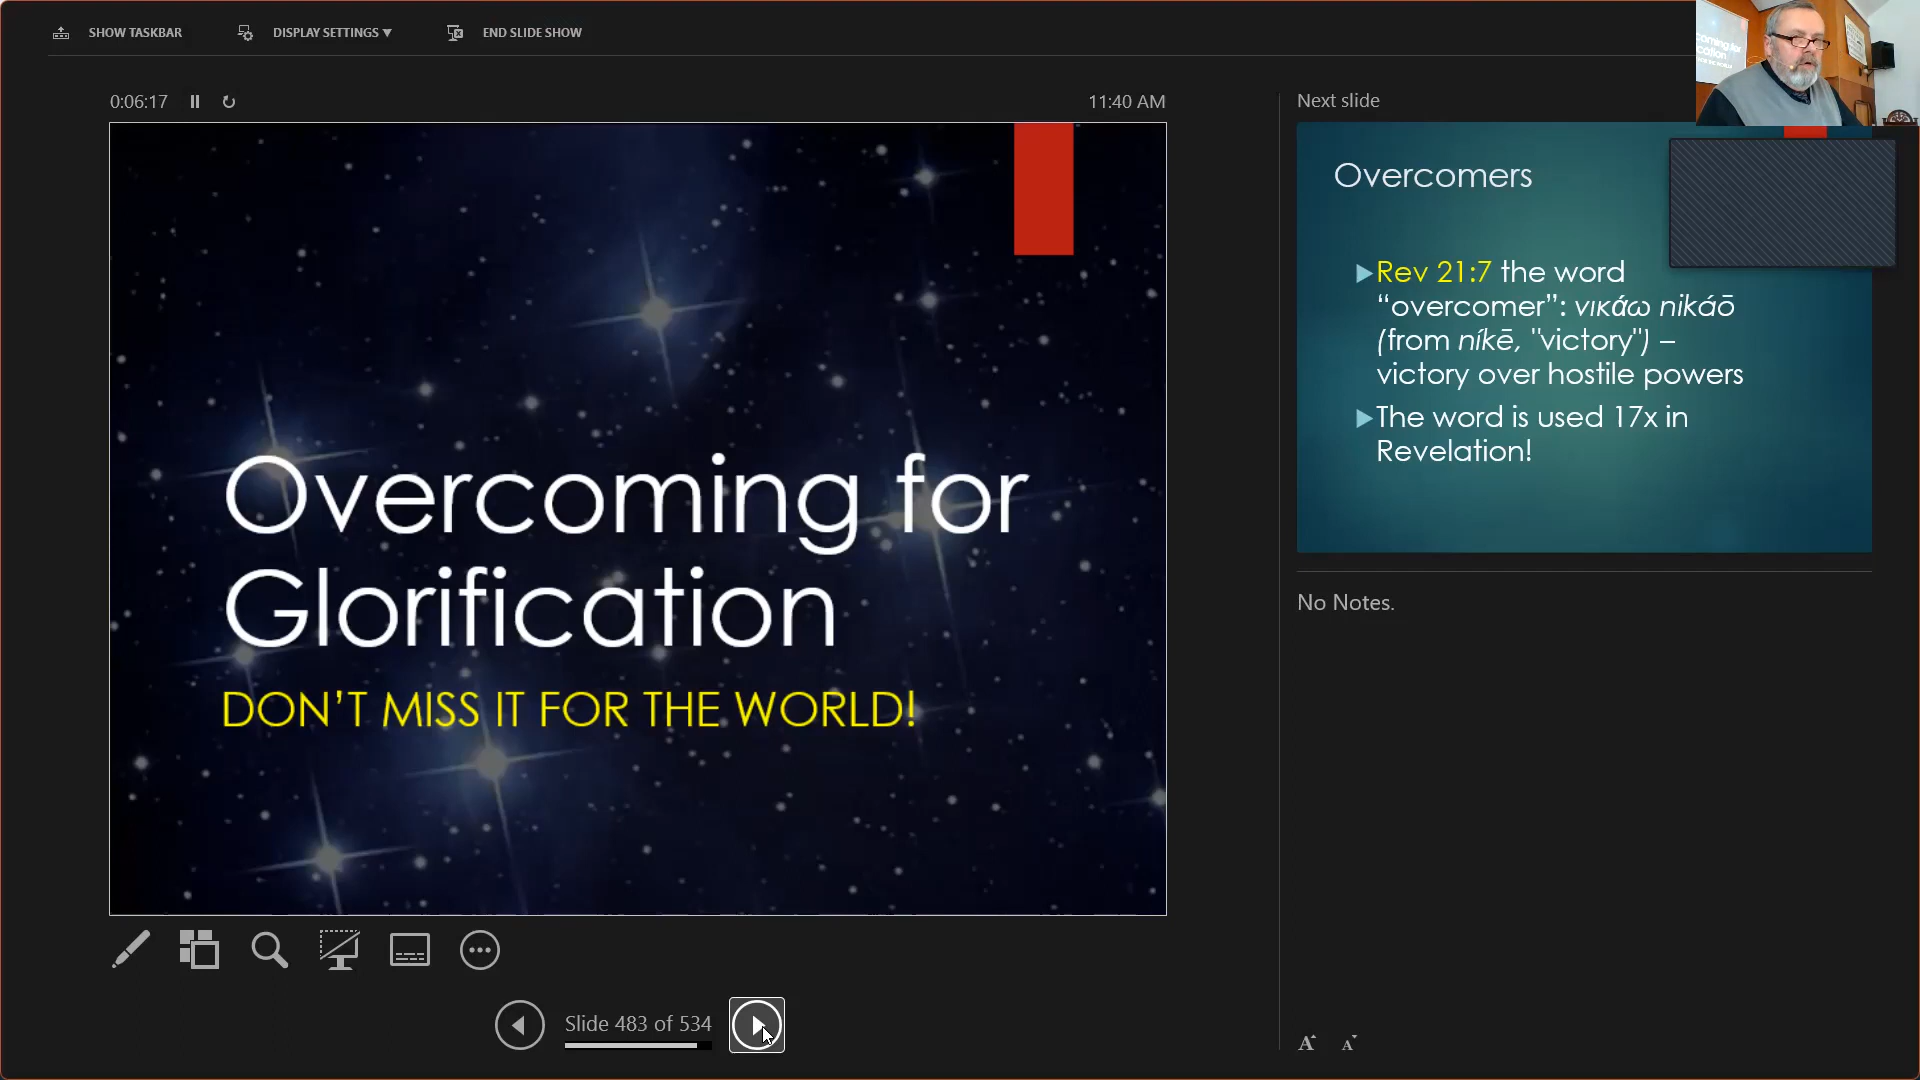 SHOW TASKBAR
DISPLAY SETTINGS ▼
END SLIDE SHOW
0:06:17
11:40 AM
Next slide
Overcoming for
Glorification
DON’T MISS IT FOR THE WORLD!
Overcomers
Rev 21:7 the word
“overcomer”: νικάω nikáō
(from níkē, "victory") –
victory over hostile powers
The word is used 17x in
Revelation!
No Notes.
Slide 483 of 534
A
A